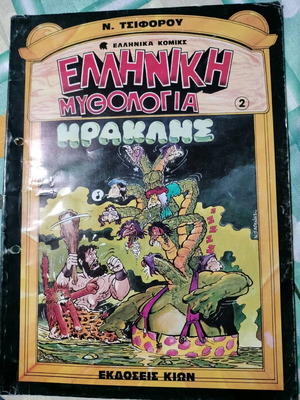 Ν. ΤΣΙΦΟΡΟΥ
ΕΛΛΗΝΙΚΑ ΚΟΜΙΚΣ
ΕΛΛΗΝΙΚΗ
ΜΥΘΟΛΟΓΙΑ
2
ΗΡΑΚΛΗΣ
ΕΚΔΟΣΕΙΣ ΚΙΩΝ